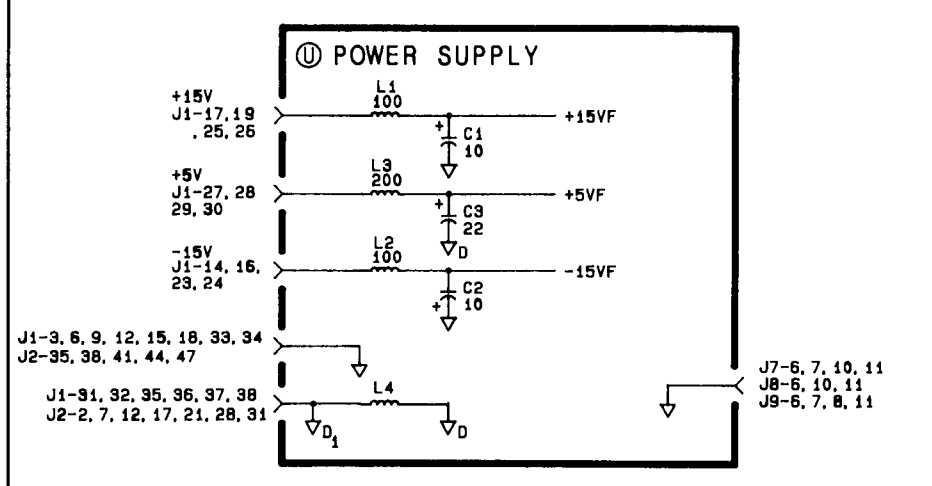 Ⓤ POWER SUPPLY
+15V
J1-17, 19
, 25, 26
L1
100
+15VF
+
C1
10
+5V
J1-27, 28
29, 30
L3
200
+5VF
+
C3
22
D
-15V
J1-14, 16,
23, 24
L2
100
-15VF
+
C2
10
J1-3, 6, 9, 12, 15, 18, 33, 34
J2-35, 38, 41, 44, 47
J1-31, 32, 35, 36, 37, 38
J2-2, 7, 12, 17, 21, 28, 31
L4
D1
D
J7-6, 7, 10, 11
J8-6, 10, 11
J9-6, 7, 8, 11